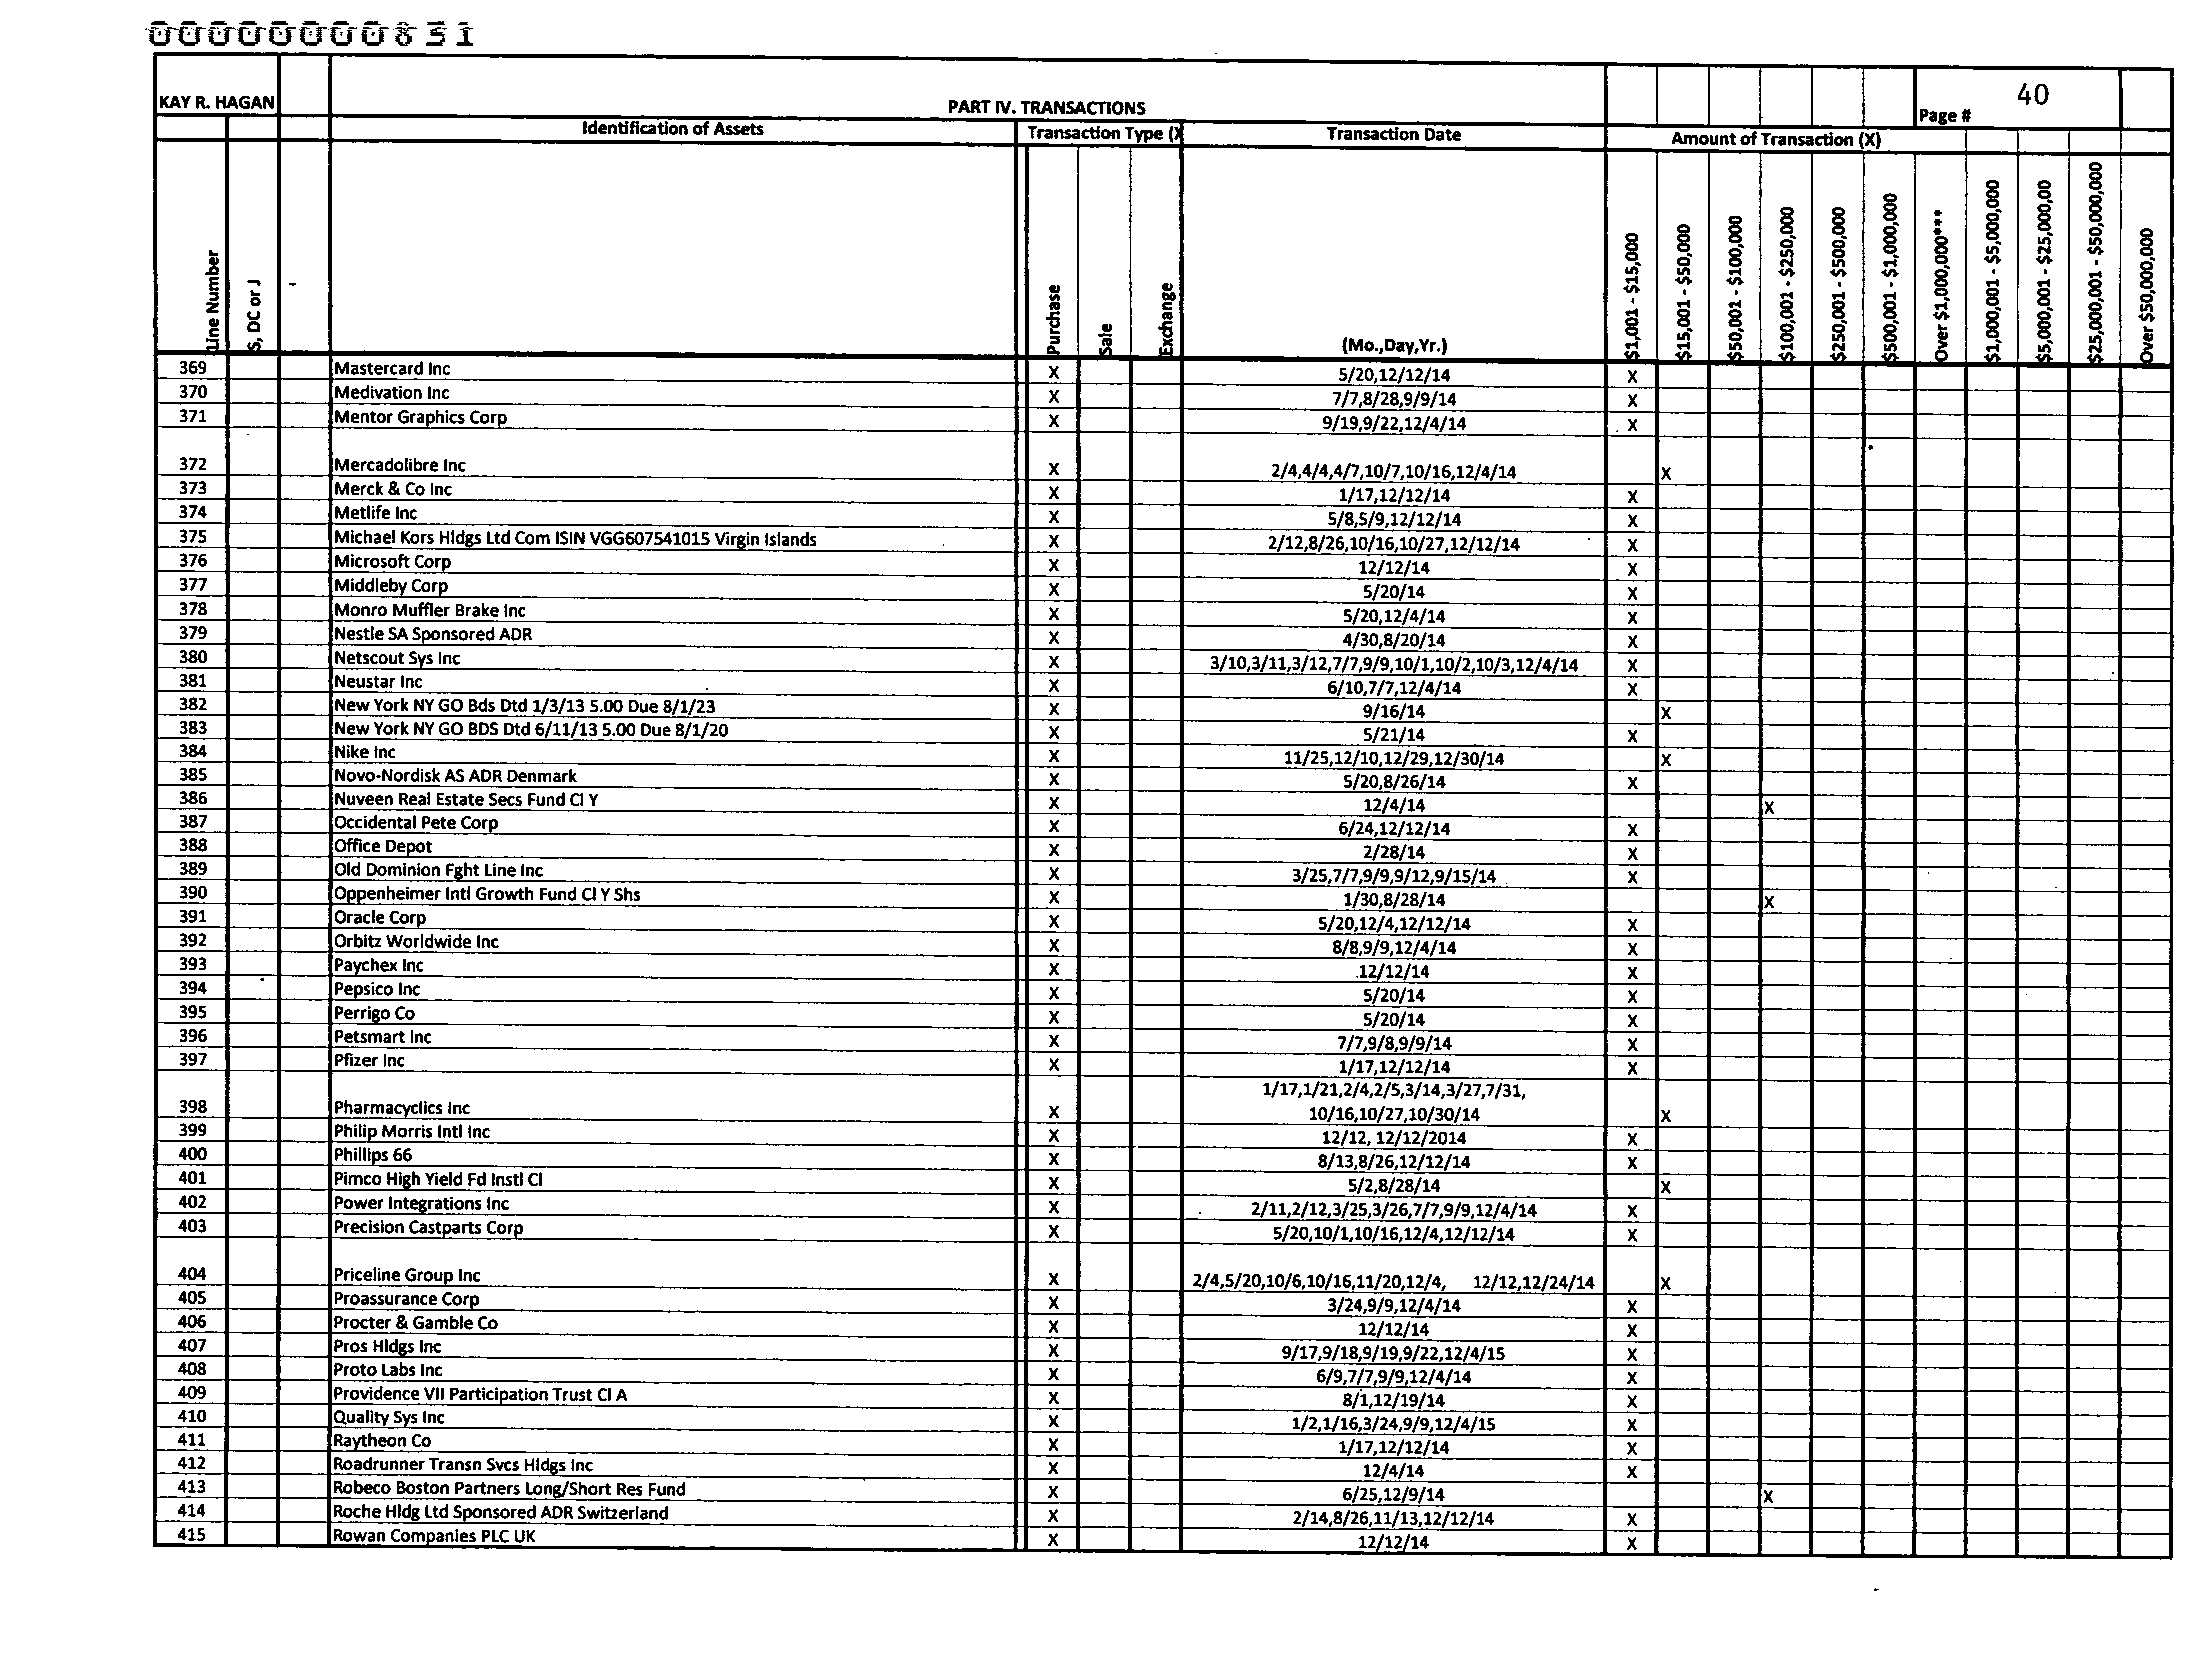 00000000851
KAY R. HAGAN PART IV. TRANSACTIONS Page # 40
Identification of Assets Transaction Type (X Transaction Date Amount of Transaction (X)
Line Number S, DC or J Purchase Sale Exchange (Mo.,Day,Yr.) $1,001 - $15,000 $15,001 - $50,000 $50,001 - $100,000 $100,001 - $250,000 $250,001 - $500,000 $500,001 - $1,000,000 Over $1,000,000*** $1,000,001 - $5,000,000 $5,000,001 - $25,000,00 $25,000,001 - $50,000,000 Over $50,000,000
369 Mastercard Inc X 5/20,12/12/14 X
370 Medivation Inc X 7/7,8/28,9/9/14 X
371 Mentor Graphics Corp X 9/19,9/22,12/4/14 X
372 Mercadolibre Inc X 2/4,4/4,4/7,10/7,10/16,12/4/14 X
373 Merck & Co Inc X 1/17,12/12/14 X
374 Metlife Inc X 5/8,5/9,12/12/14 X
375 Michael Kors Hldgs Ltd Com ISIN VGG607541015 Virgin Islands X 2/12,8/26,10/16,10/27,12/12/14 X
376 Microsoft Corp X 12/12/14 X
377 Middleby Corp X 5/20/14 X
378 Monro Muffler Brake Inc X 5/20,12/4/14 X
379 Nestle SA Sponsored ADR X 4/30,8/20/14 X
380 Netscout Sys Inc X 3/10,3/11,3/12,7/7,9/9,10/1,10/2,10/3,12/4/14 X
381 Neustar Inc X 6/10,7/7,12/4/14 X
382 New York NY GO Bds Dtd 1/3/13 5.00 Due 8/1/23 X 9/16/14 X
383 New York NY GO BDS Dtd 6/11/13 5.00 Due 8/1/20 X 5/21/14 X
384 Nike Inc X 11/25,12/10,12/29,12/30/14 X
385 Novo-Nordisk AS ADR Denmark X 5/20,8/26/14 X
386 Nuveen Real Estate Secs Fund Cl Y X 12/4/14 X
387 Occidental Pete Corp X 6/24,12/12/14 X
388 Office Depot X 2/28/14 X
389 Old Dominion Fght Line Inc X 3/25,7/7,9/9,9/12,9/15/14 X
390 Oppenheimer Intl Growth Fund Cl Y Shs X 1/30,8/28/14 X
391 Oracle Corp X 5/20,12/4,12/12/14 X
392 Orbitz Worldwide Inc X 8/8,9/9,12/4/14 X
393 Paychex Inc X 12/12/14 X
394 Pepsico Inc X 5/20/14 X
395 Perrigo Co X 5/20/14 X
396 Petsmart Inc X 7/7,9/8,9/9/14 X
397 Pfizer Inc X 1/17,12/12/14 X
1/17,1/21,2/4,2/5,3/14,3/27,7/31,
398 Pharmacyclics Inc X 10/16,10/27,10/30/14 X
399 Philip Morris Intl Inc X 12/12, 12/12/2014 X
400 Phillips 66 X 8/13,8/26,12/12/14 X
401 Pimco High Yield Fd Instl Cl X 5/2,8/28/14 X
402 Power Integrations Inc X 2/11,2/12,3/25,3/26,7/7,9/9,12/4/14 X
403 Precision Castparts Corp X 5/20,10/1,10/16,12/4,12/12/14 X
404 Priceline Group Inc X 2/4,5/20,10/6,10/16,11/20,12/4, 12/12,12/24/14 X
405 Proassurance Corp X 3/24,9/9,12/4/14 X
406 Procter & Gamble Co X 12/12/14 X
407 Pros Hldgs Inc X 9/17,9/18,9/19,9/22,12/4/15 X
408 Proto Labs Inc X 6/9,7/7,9/9,12/4/14 X
409 Providence VII Participation Trust Cl A X 8/1,12/19/14 X
410 Quality Sys Inc X 1/2,1/16,3/24,9/9,12/4/15 X
411 Raytheon Co X 1/17,12/12/14 X
412 Roadrunner Transn Svcs Hldgs Inc X 12/4/14 X
413 Robeco Boston Partners Long/Short Res Fund X 6/25,12/9/14 X
414 Roche Hldg Ltd Sponsored ADR Switzerland X 2/14,8/26,11/13,12/12/14 X
415 Rowan Companies PLC UK X 12/12/14 X